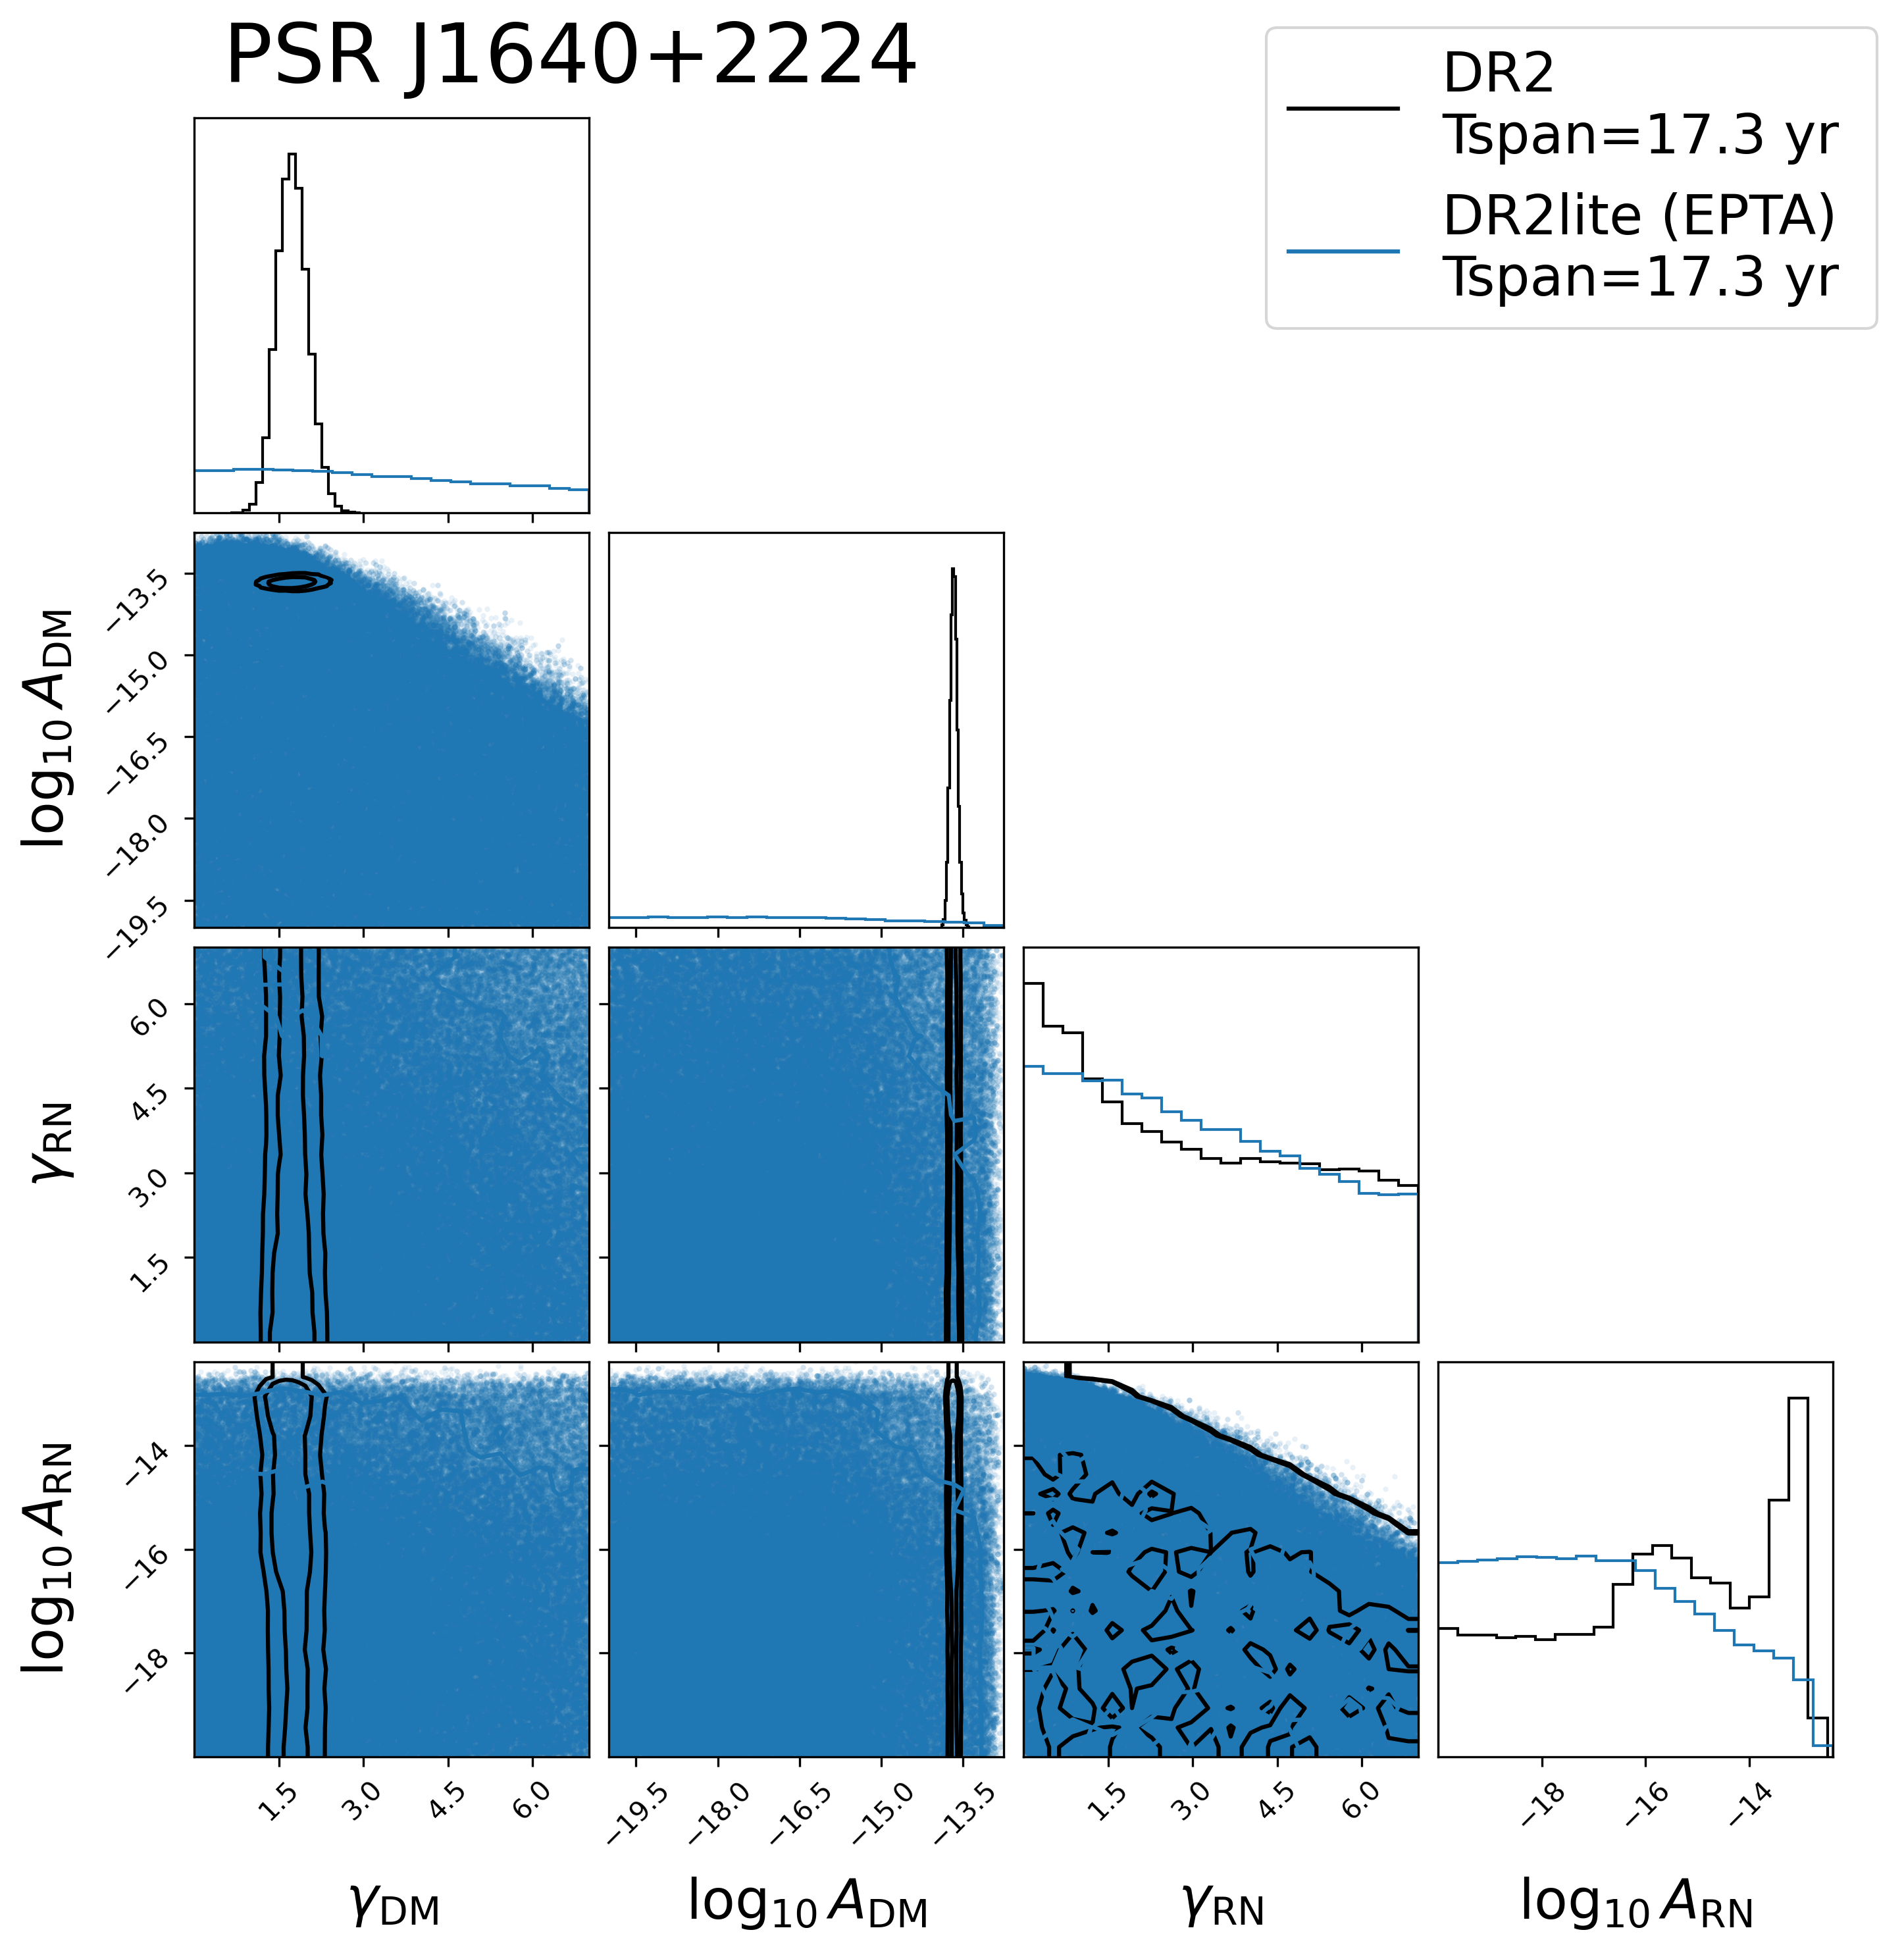 PSR J1640+2224
DR2
Tspan=17.3 yr
DR2lite (EPTA)
Tspan=17.3 yr
log10 ADM
−13.5
−15.0
−16.5
−18.0
−19.5
γRN
6.0
4.5
3.0
1.5
log10 ARN
−14
−16
−18
1.5 3.0 4.5 6.0 −19.5 −18.0 −16.5 −15.0 −13.5 1.5 3.0 4.5 6.0 −18 −16 −14
γDM log10 ADM γRN log10 ARN